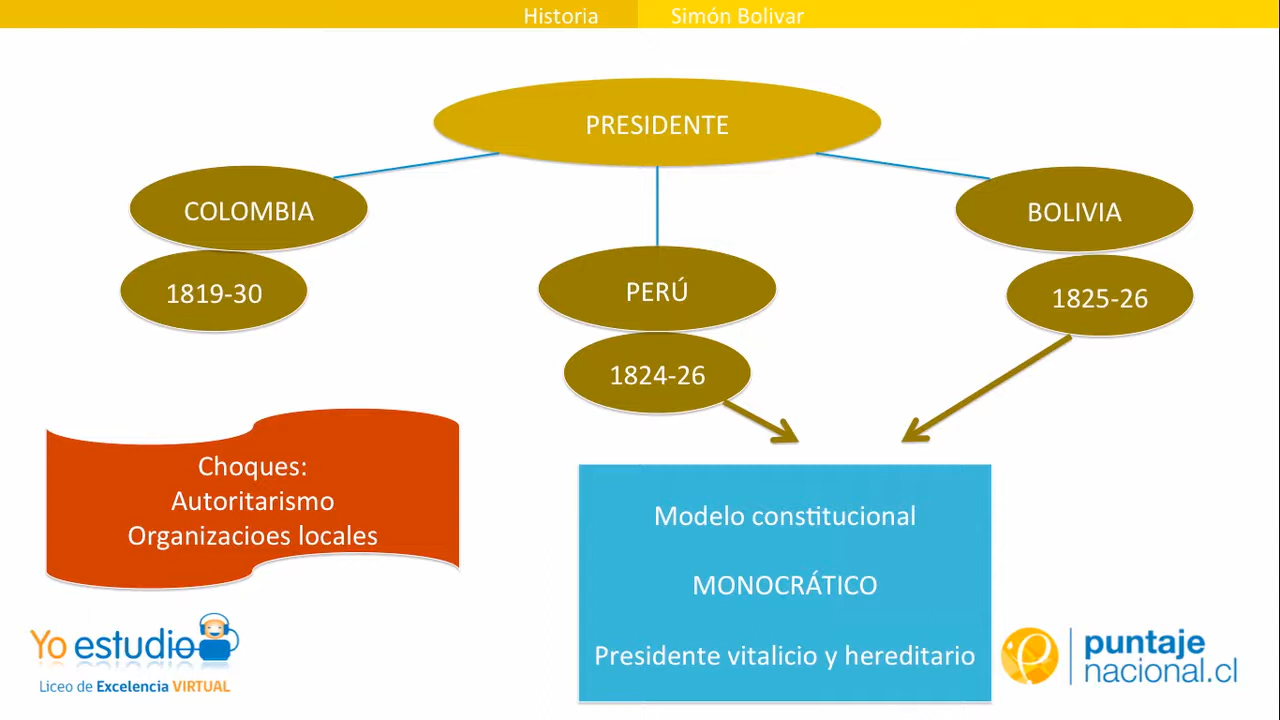 Historia
Simón Bolivar
PRESIDENTE
COLOMBIA
1819-30
PERÚ
1824-26
BOLIVIA
1825-26
Choques:
Autoritarismo
Organizacioes locales
Modelo constitucional
MONOCRÁTICO
Presidente vitalicio y hereditario
Yo estudio
Liceo de Excelencia VIRTUAL
puntaje
nacional.cl